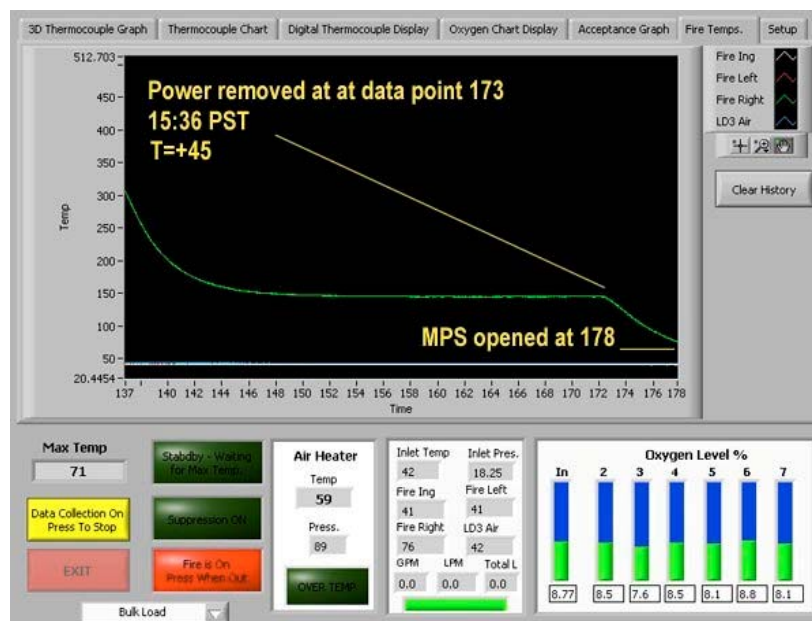 3D Thermocouple Graph Thermocouple Chart Digital Thermocouple Display Oxygen Chart Display Acceptance Graph Fire Temps. Setup
512.703
450
400
350
300
250
200
150
100
50
20.4454
Temp
Power removed at at data point 173
15:36 PST
T=+45
MPS opened at 178
137 140 142 144 146 148 150 152 154 156 158 160 162 164 166 168 170 172 174 176 178
Time
Fire Ing
Fire Left
Fire Right
LD3 Air
Clear History
Max Temp
71
Data Collection On
Press To Stop
EXIT
Stabdby - Waiting
for Max Temp.
Suppression ON
Fire is On
Press When Out
Bulk Load
Air Heater
Temp
59
Press.
89
OVER TEMP
Inlet Temp Inlet Pres.
42 18.25
Fire Ing Fire Left
41 41
Fire Right LD3 Air
76 42
GPM LPM Total L
0.0 0.0 0.0
Oxygen Level %
In 2 3 4 5 6 7
8.77 8.5 7.6 8.5 8.1 8.8 8.1